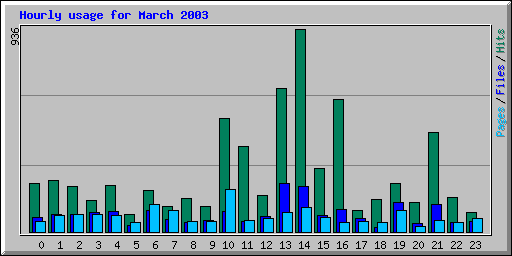 Hourly usage for March 2003
936
Pages / Files / Hits
0 1 2 3 4 5 6 7 8 9 10 11 12 13 14 15 16 17 18 19 20 21 22 23